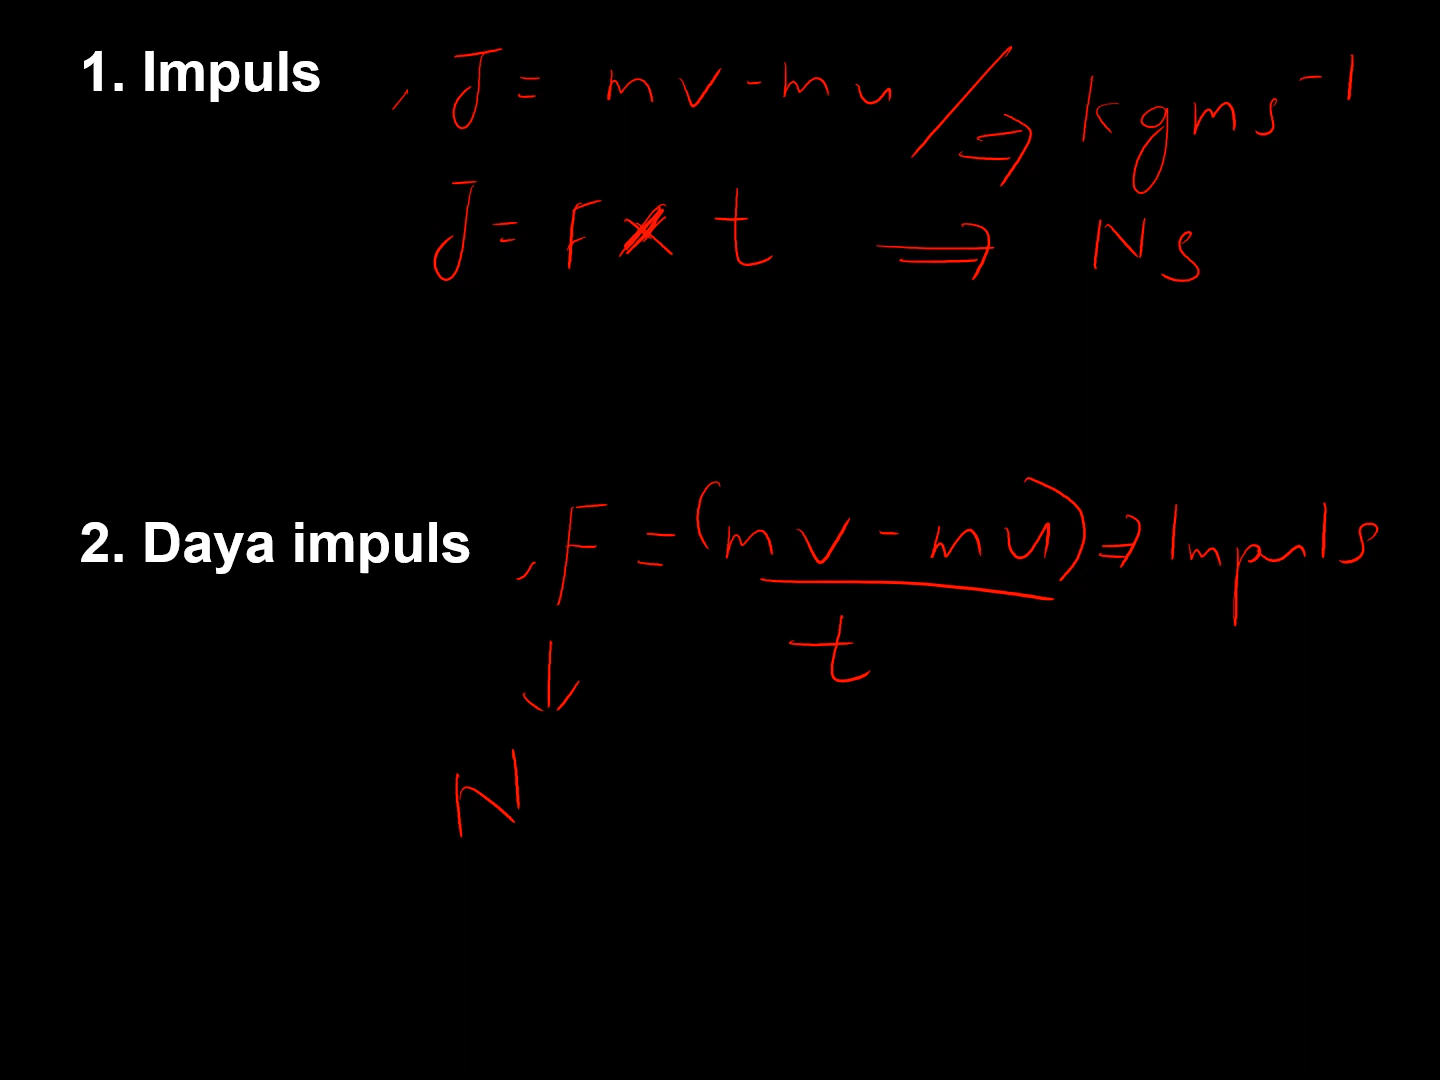 1. Impuls , J = mv - mu / ⇒ kgms⁻¹
J = F × t ⇒ Ns
2. Daya impuls , F = (mv - mu) ⇒ Impuls
t
↓
N